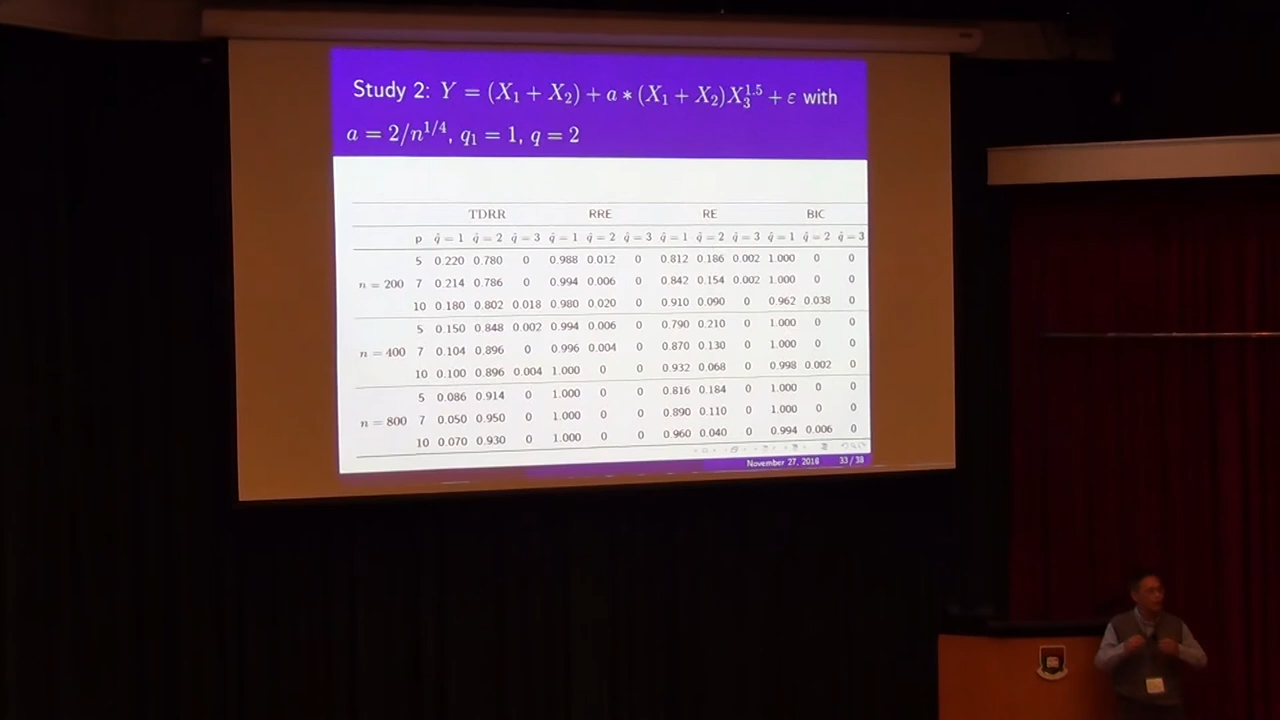 Study 2: Y = (X₁ + X₂) + a ∗ (X₁ + X₂)X₃^1.5 + ε with
a = 2/n^1/4, q₁ = 1, q = 2
TDRR RRE RE BIC
p q̂ = 1 q̂ = 2 q̂ = 3 q̂ = 1 q̂ = 2 q̂ = 3 q̂ = 1 q̂ = 2 q̂ = 3 q̂ = 1 q̂ = 2 q̂ = 3
5 0.220 0.780 0 0.988 0.012 0 0.812 0.186 0.002 1.000 0 0
n = 200 7 0.214 0.786 0 0.994 0.006 0 0.842 0.154 0.002 1.000 0 0
10 0.180 0.802 0.018 0.980 0.020 0 0.910 0.090 0 0.962 0.038 0
5 0.150 0.848 0.002 0.994 0.006 0 0.790 0.210 0 1.000 0 0
n = 400 7 0.104 0.896 0 0.996 0.004 0 0.870 0.130 0 1.000 0 0
10 0.100 0.896 0.004 1.000 0 0 0.932 0.068 0 0.998 0.002 0
5 0.086 0.914 0 1.000 0 0 0.816 0.184 0 1.000 0 0
n = 800 7 0.050 0.950 0 1.000 0 0 0.890 0.110 0 1.000 0 0
10 0.070 0.930 0 1.000 0 0 0.960 0.040 0 0.994 0.006 0
November 27, 2018 33 / 38